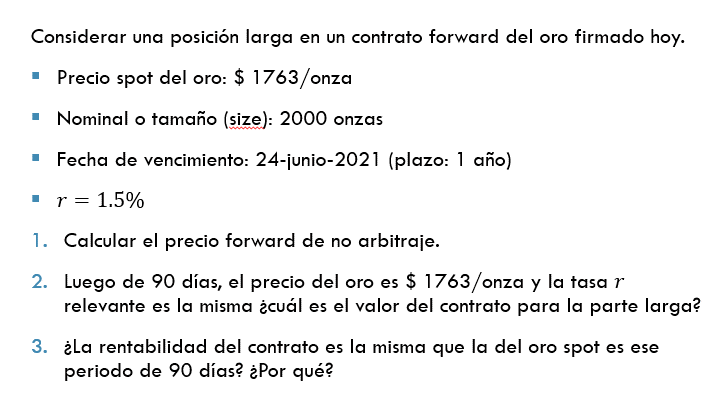 Considerar una posición larga en un contrato forward del oro firmado hoy.
▪ Precio spot del oro: $ 1763/onza
▪ Nominal o tamaño (size): 2000 onzas
▪ Fecha de vencimiento: 24-junio-2021 (plazo: 1 año)
▪ r = 1.5%
1. Calcular el precio forward de no arbitraje.
2. Luego de 90 días, el precio del oro es $ 1763/onza y la tasa r
relevante es la misma ¿cuál es el valor del contrato para la parte larga?
3. ¿La rentabilidad del contrato es la misma que la del oro spot es ese
periodo de 90 días? ¿Por qué?